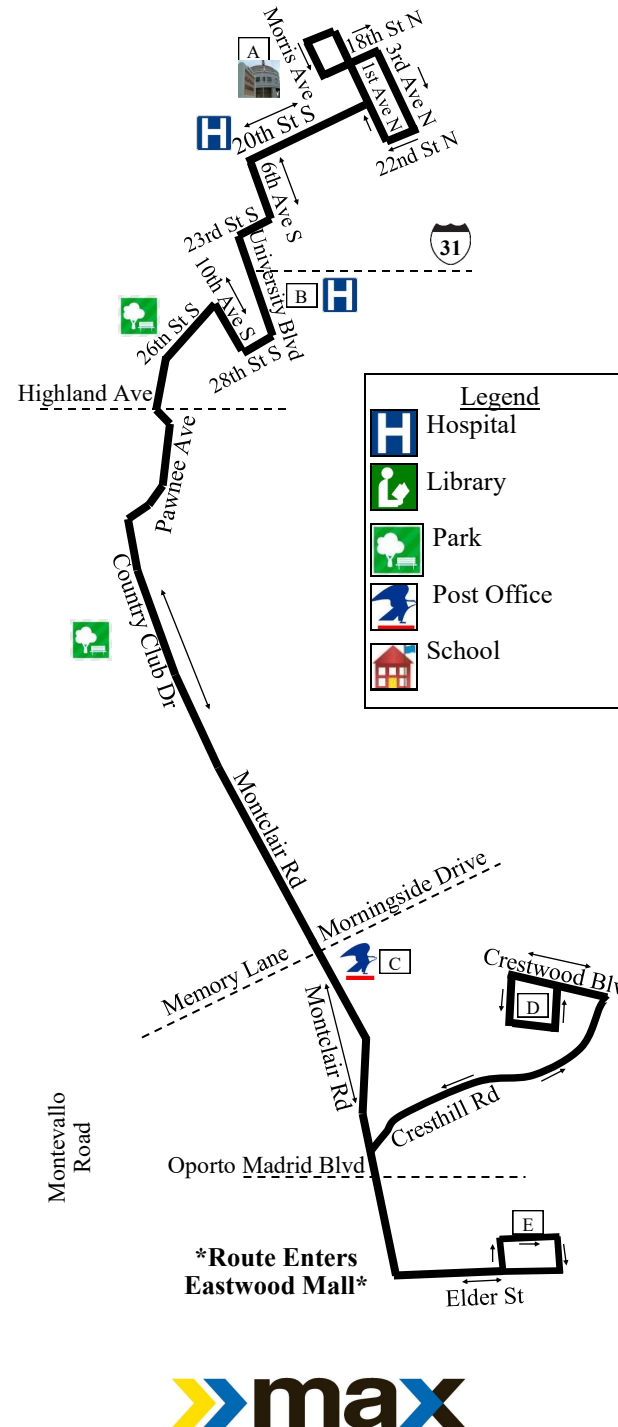 Morris Ave
18th St N
A
1st Ave N
3rd Ave N
20th St S
H
22nd St N
6th Ave S
23rd St S
University Blvd
31
10th Ave S
B
H
26th St S
28th St S
Highland Ave
Legend
H Hospital
Library
Pawnee Ave
Park
Post Office
School
Country Club Dr
Montclair Rd
Morningside Drive
Memory Lane
C
Crestwood Blv
D
Montclair Rd
Cresthill Rd
Montevallo
Road
Oporto Madrid Blvd
E
*Route Enters
Eastwood Mall*
Elder St
max